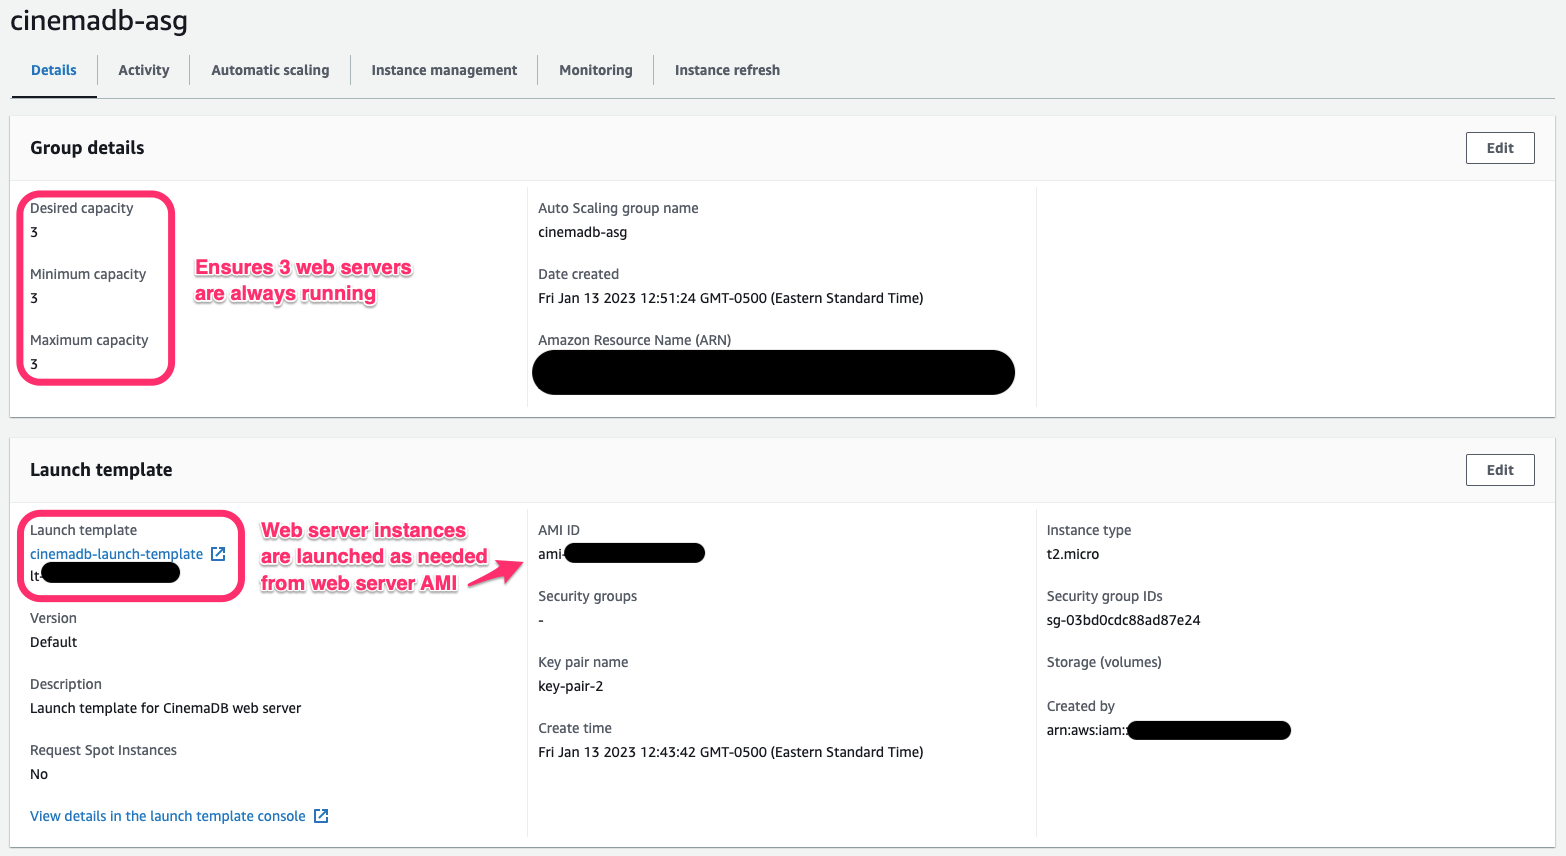 cinemadb-asg
Details
Activity
Automatic scaling
Instance management
Monitoring
Instance refresh
Group details
Edit
Desired capacity
3
Minimum capacity
3
Maximum capacity
3
Ensures 3 web servers
are always running
Auto Scaling group name
cinemadb-asg
Date created
Fri Jan 13 2023 12:51:24 GMT-0500 (Eastern Standard Time)
Amazon Resource Name (ARN)
Launch template
Edit
Launch template
cinemadb-launch-template
lt-
Web server instances
are launched as needed
from web server AMI
Version
Default
Description
Launch template for CinemaDB web server
Request Spot Instances
No
View details in the launch template console
AMI ID
ami-
Security groups
-
Key pair name
key-pair-2
Create time
Fri Jan 13 2023 12:43:42 GMT-0500 (Eastern Standard Time)
Instance type
t2.micro
Security group IDs
sg-03bd0cdc88ad87e24
Storage (volumes)
Created by
arn:aws:iam::